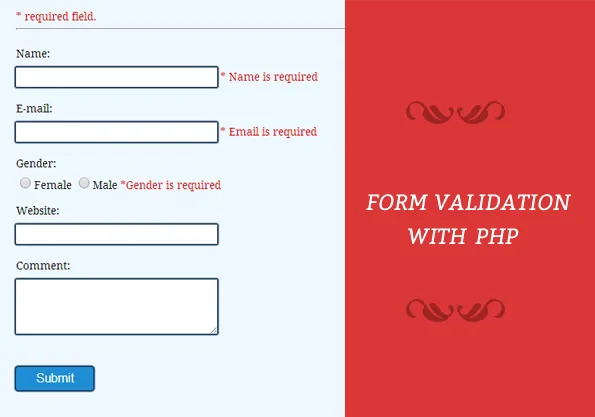 * required field.
Name:
* Name is required
E-mail:
* Email is required
Gender:
Female Male *Gender is required
Website:
Comment:
Submit
FORM VALIDATION
WITH PHP